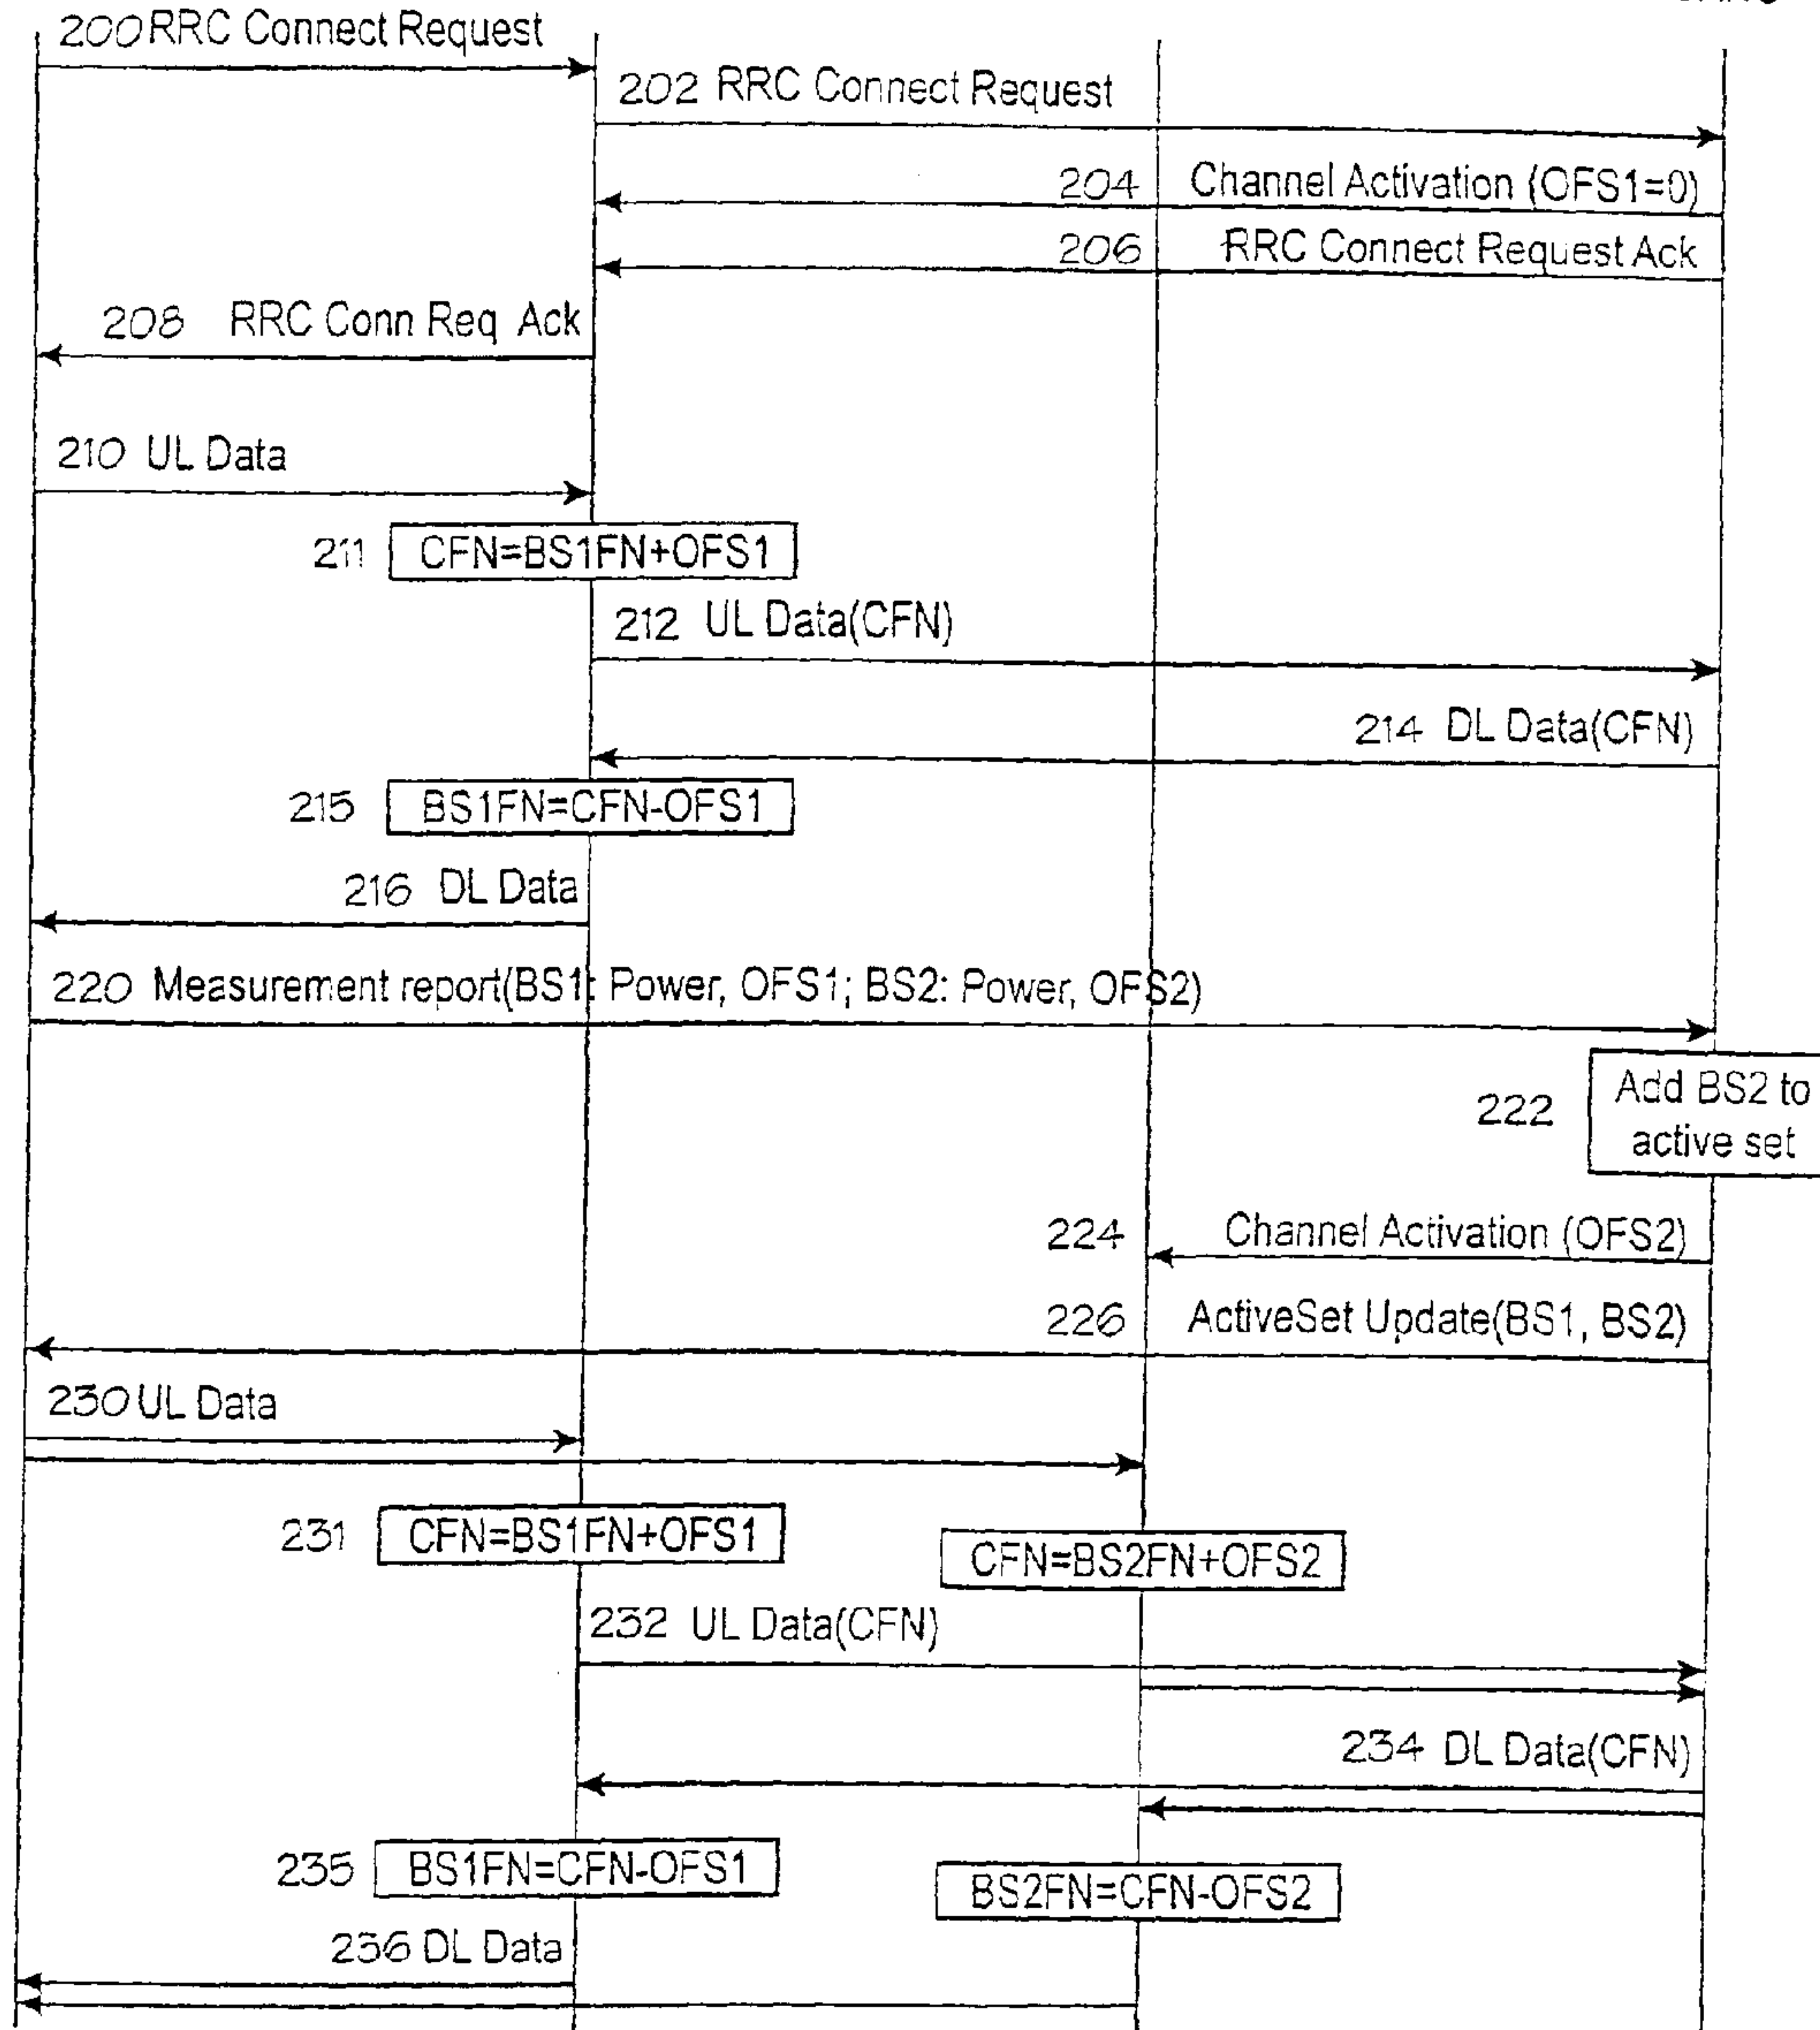 200 RRC Connect Request
202 RRC Connect Request
204 Channel Activation (OFS1=0)
206 RRC Connect Request Ack
208 RRC Conn Req Ack
210 UL Data
211 CFN=BS1FN+OFS1
212 UL Data(CFN)
214 DL Data(CFN)
215 BS1FN=CFN-OFS1
216 DL Data
220 Measurement report(BS1: Power, OFS1; BS2: Power, OFS2)
222 Add BS2 to
active set
224 Channel Activation (OFS2)
226 ActiveSet Update(BS1, BS2)
230 UL Data
231 CFN=BS1FN+OFS1
CFN=BS2FN+OFS2
232 UL Data(CFN)
234 DL Data(CFN)
235 BS1FN=CFN-OFS1
BS2FN=CFN-OFS2
236 DL Data